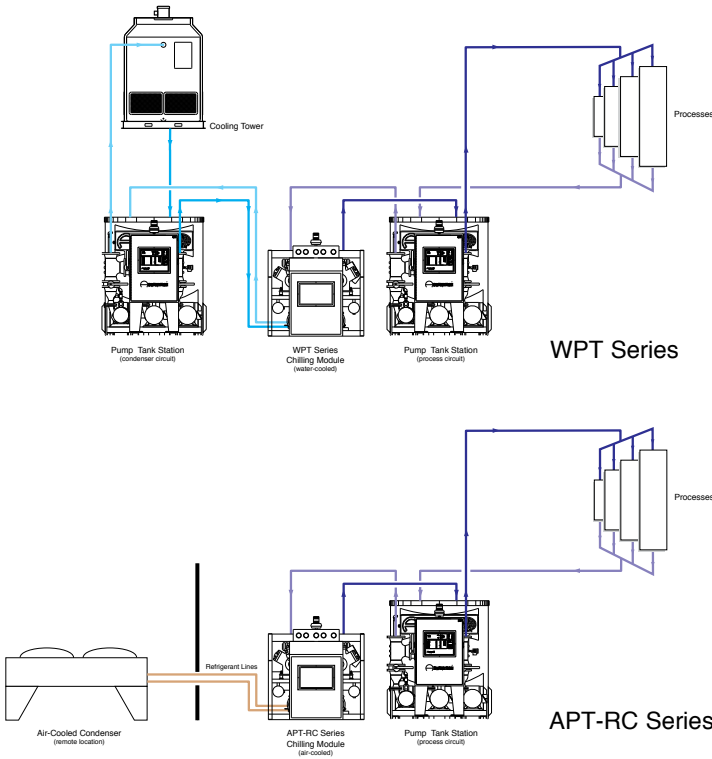 Cooling Tower
Processes
Pump Tank Station
(condenser circuit)
WPT Series
Chilling Module
(water-cooled)
Pump Tank Station
(process circuit)
WPT Series
Processes
Refrigerant Lines
Air-Cooled Condenser
(remote location)
APT-RC Series
Chilling Module
(air-cooled)
Pump Tank Station
(process circuit)
APT-RC Series